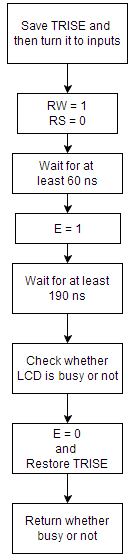 Save TRISE and
then turn it to inputs
RW = 1
RS = 0
Wait for at
least 60 ns
E = 1
Wait for at least
190 ns
Check whether
LCD is busy or not
E = 0
and
Restore TRISE
Return whether
busy or not